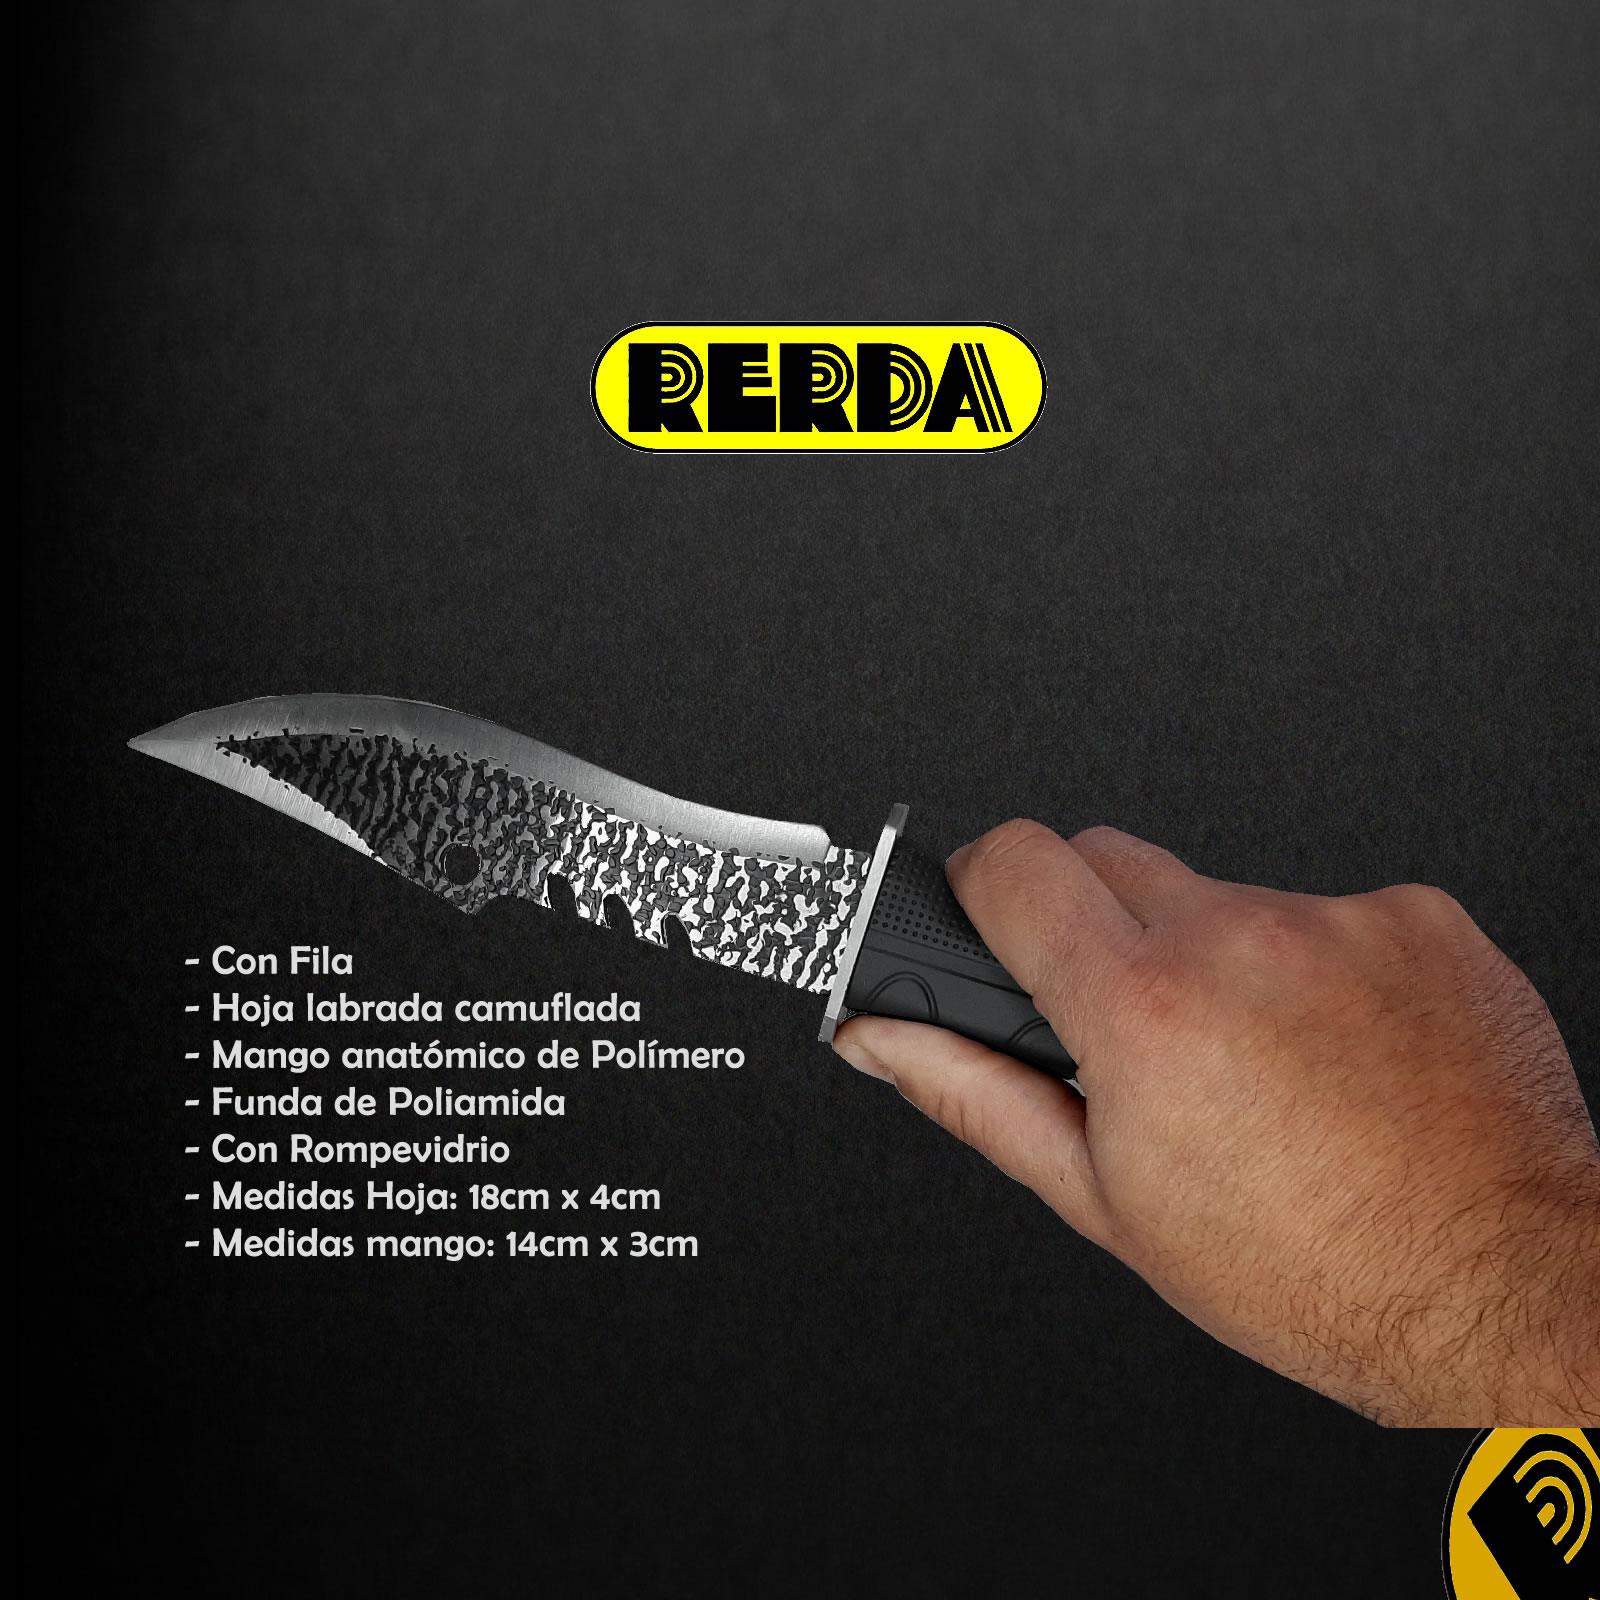 RERDA
- Con Fila
- Hoja labrada camuflada
- Mango anatómico de Polímero
- Funda de Poliamida
- Con Rompevidrio
- Medidas Hoja: 18cm x 4cm
- Medidas mango: 14cm x 3cm